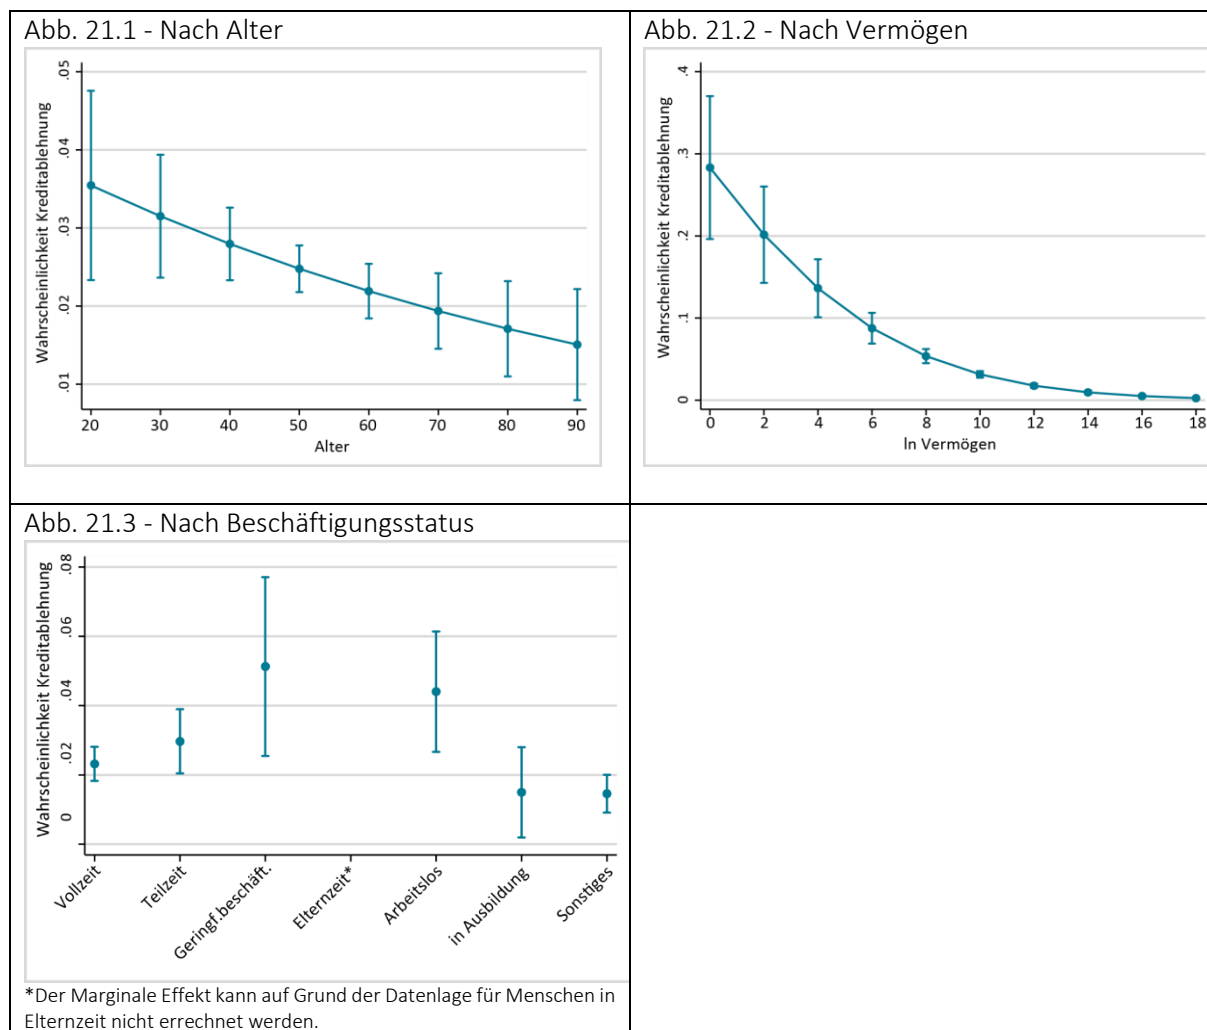 Abb. 21.1 - Nach Alter
Wahrscheinlichkeit Kreditablehnung
.05
.04
.03
.02
.01
20 30 40 50 60 70 80 90
Alter
Abb. 21.2 - Nach Vermögen
Wahrscheinlichkeit Kreditablehnung
.4
.3
.2
.1
0
0 2 4 6 8 10 12 14 16 18
ln Vermögen
Abb. 21.3 - Nach Beschäftigungsstatus
Wahrscheinlichkeit Kreditablehnung
.08
.06
.04
.02
0
Vollzeit
Teilzeit
Geringf.beschäft.
Elternzeit*
Arbeitslos
in Ausbildung
Sonstiges
*Der Marginale Effekt kann auf Grund der Datenlage für Menschen in
Elternzeit nicht errechnet werden.